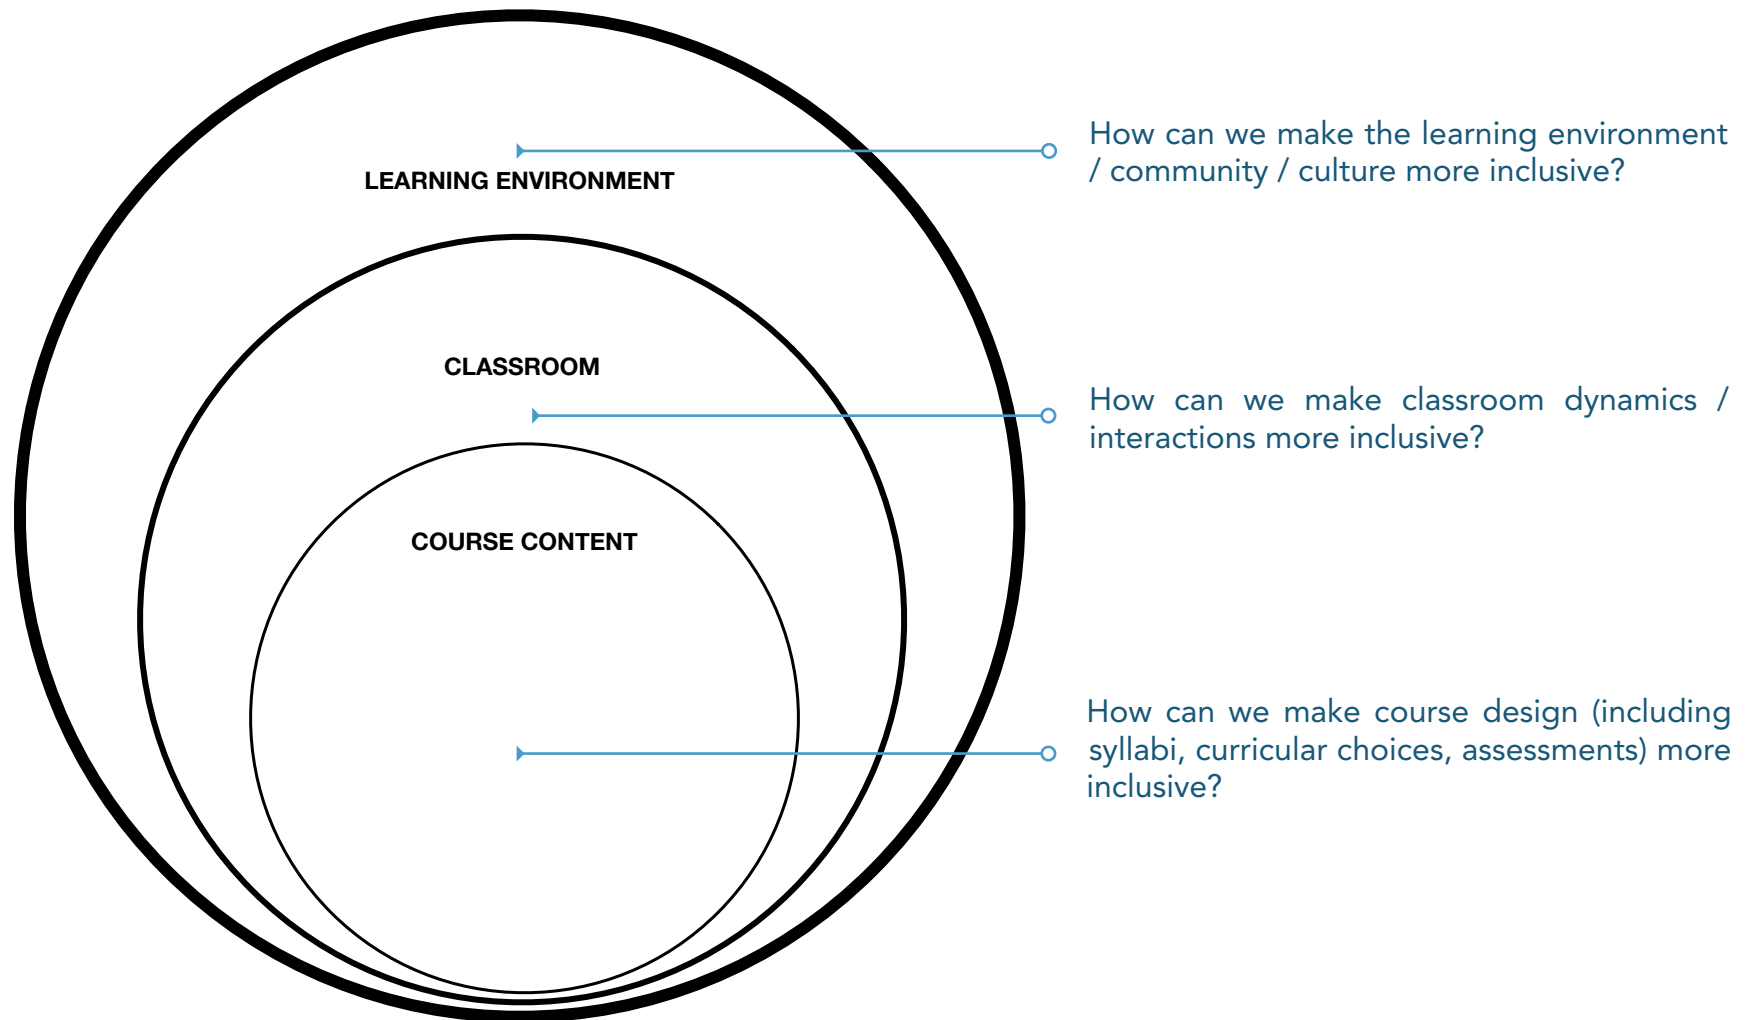 LEARNING ENVIRONMENT
How can we make the learning environment
/ community / culture more inclusive?
CLASSROOM
How can we make classroom dynamics /
interactions more inclusive?
COURSE CONTENT
How can we make course design (including
syllabi, curricular choices, assessments) more
inclusive?